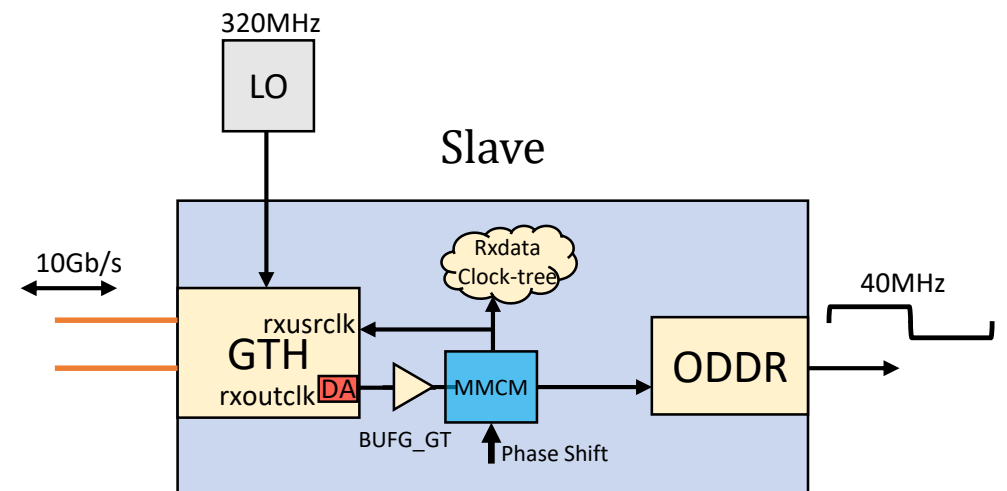 320MHz
LO
Slave
10Gb/s
Rxdata
Clock-tree
40MHz
rxusrclk
GTH
rxoutclk
DA
BUFG_GT
MMCM
ODDR
Phase Shift